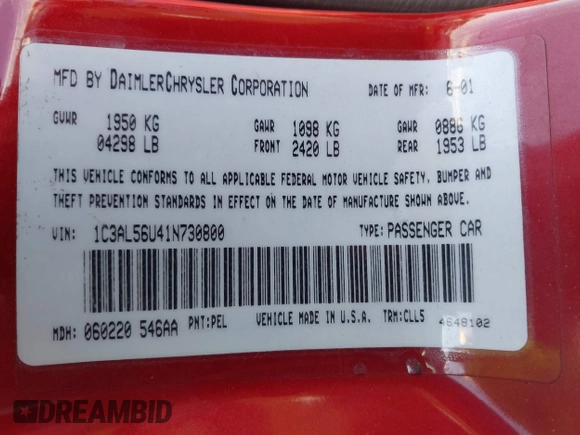 MFD BY DAIMLERCHRYSLER CORPORATION DATE OF MFR: 6-01
GVWR 1950 KG GAWR 1098 KG GAWR 0886 KG
04298 LB FRONT 2420 LB REAR 1953 LB
THIS VEHICLE CONFORMS TO ALL APPLICABLE FEDERAL MOTOR VEHICLE SAFETY, BUMPER AND
THEFT PREVENTION STANDARDS IN EFFECT ON THE DATE OF MANUFACTURE SHOWN ABOVE.
VIN: 1C3AL56U41N730800 TYPE: PASSENGER CAR
MDH: 060220 546AA PNT:PEL VEHICLE MADE IN U.S.A. TRM:CLL5 4648102
DREAMBID